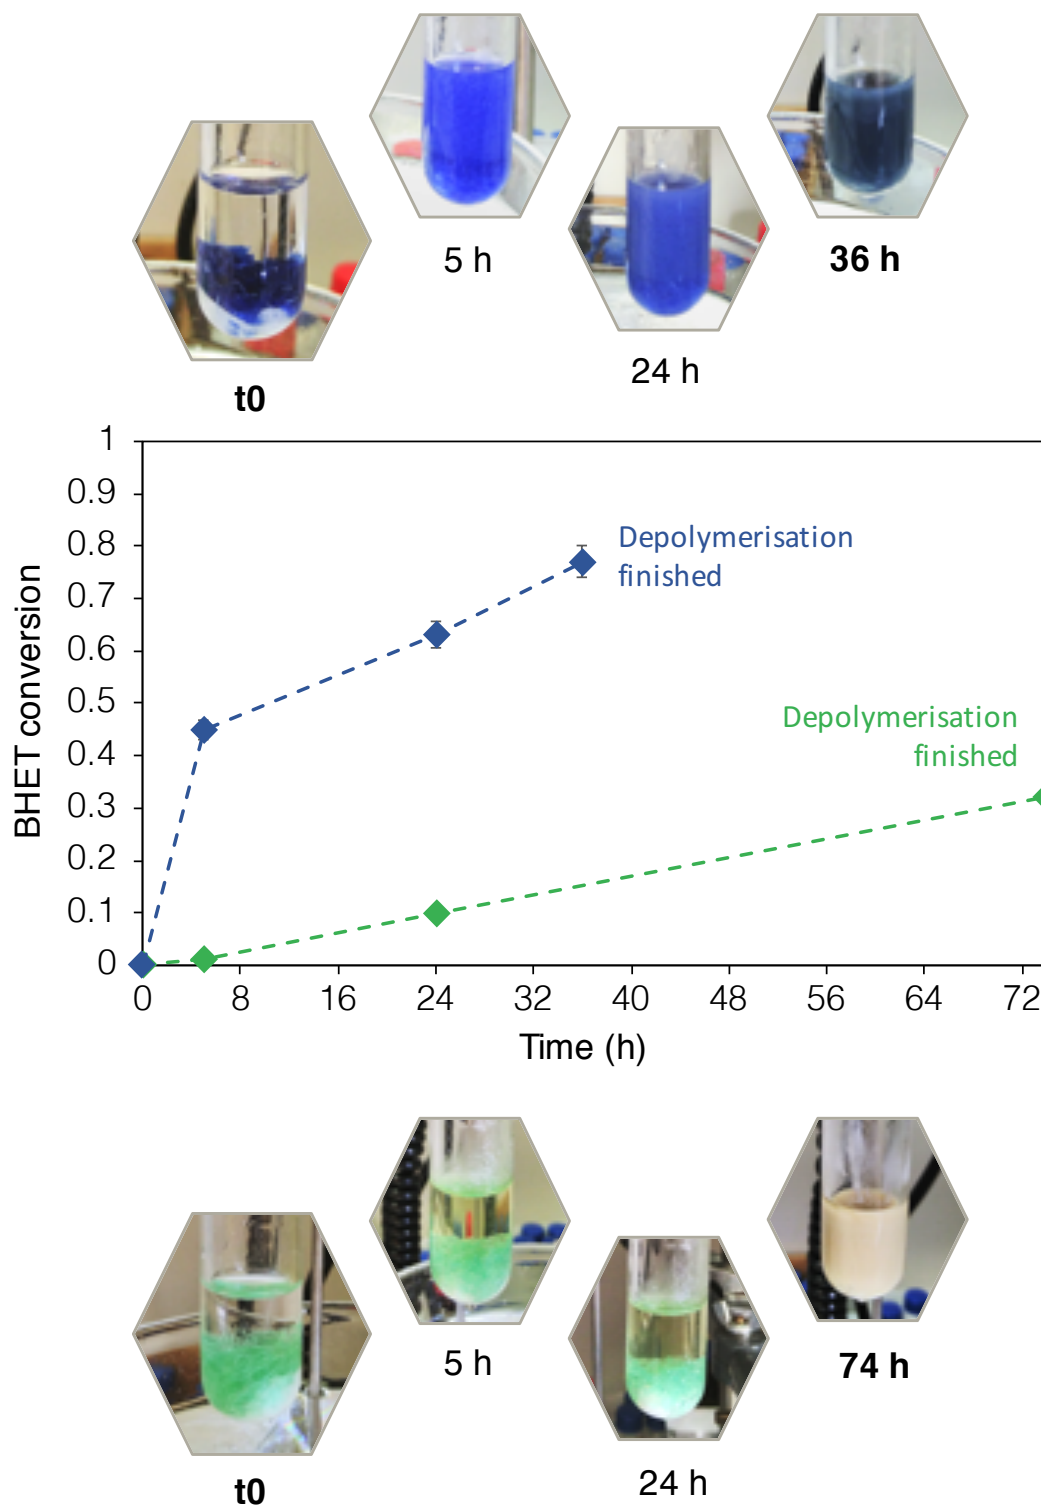 5 h
36 h
24 h
t0
1
0.9
0.8
0.7
0.6
0.5
0.4
0.3
0.2
0.1
0
BHET conversion
Depolymerisation
finished
Depolymerisation
finished
0 8 16 24 32 40 48 56 64 72
Time (h)
5 h
74 h
24 h
t0